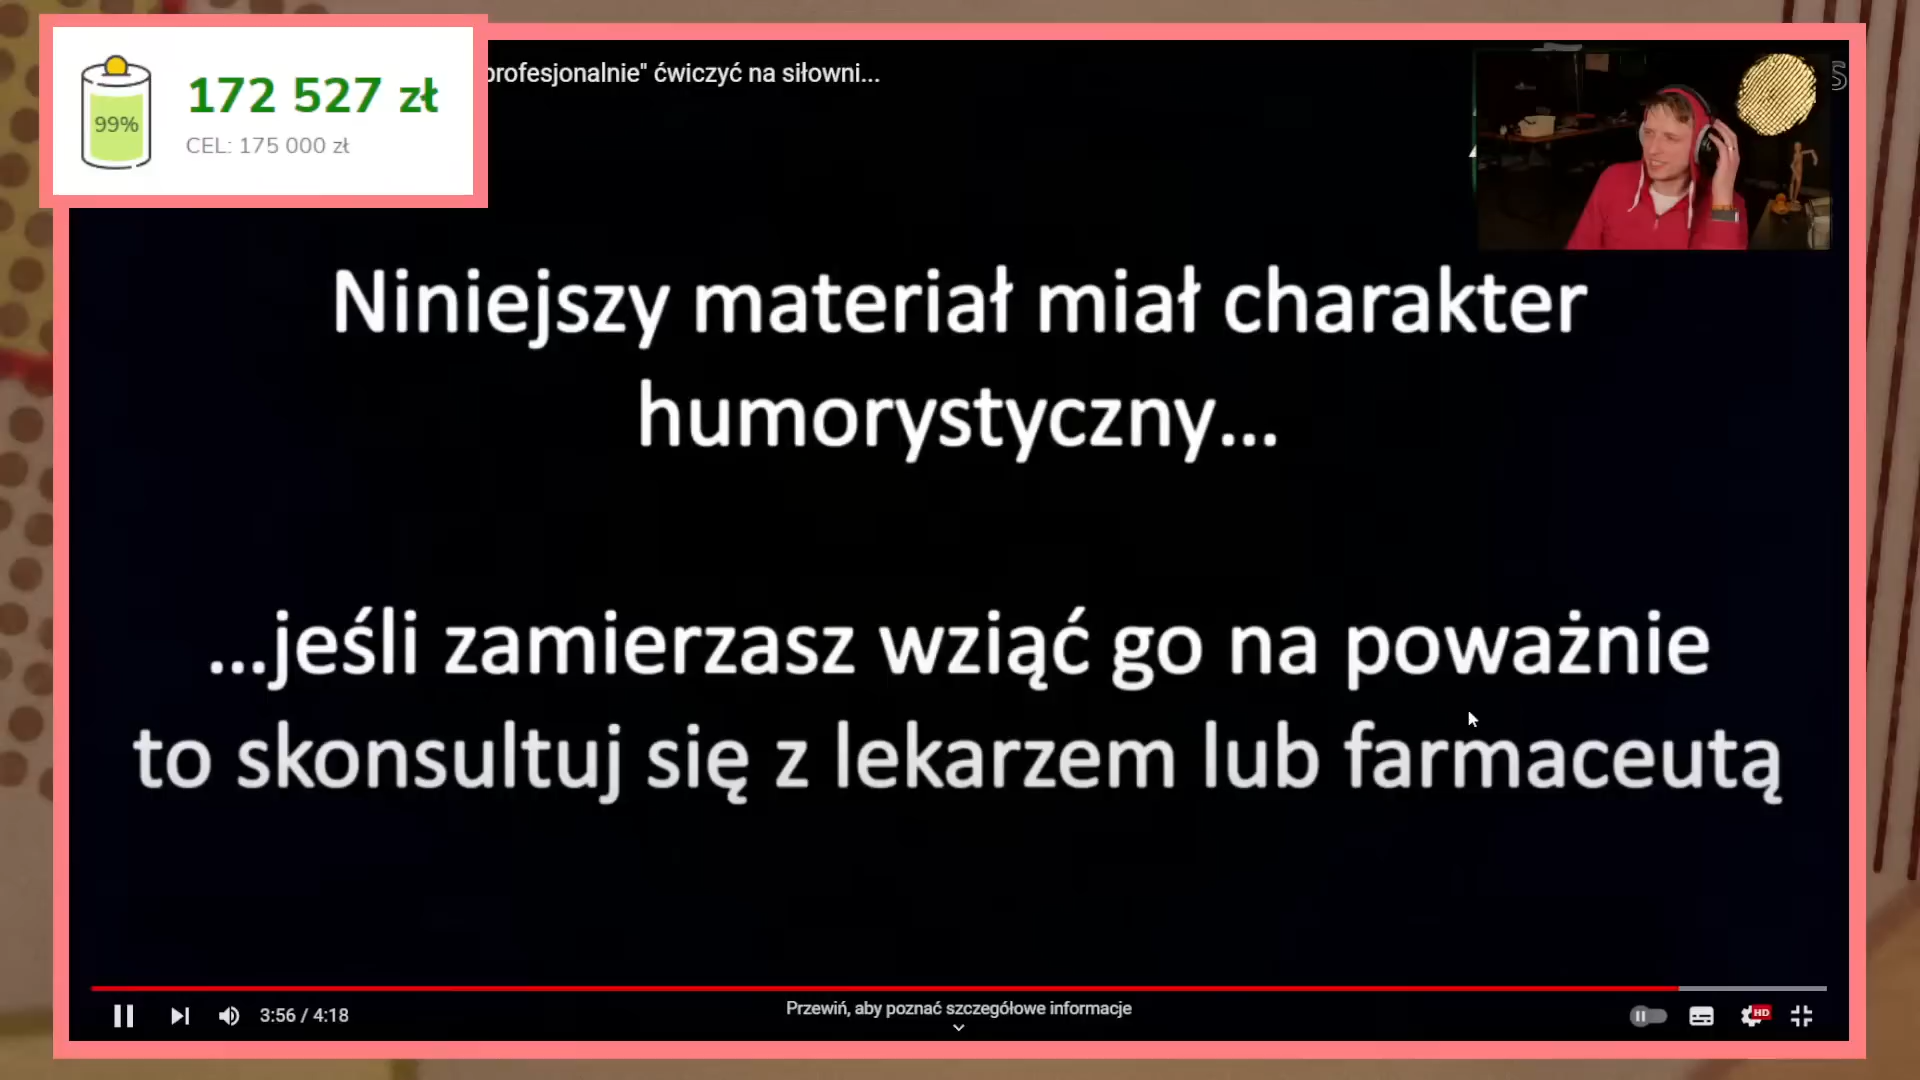 172 527 zł
99%
CEL: 175 000 zł
profesjonalnie" ćwiczyć na siłowni...
Niniejszy materiał miał charakter
humorystyczny...
...jeśli zamierzasz wziąć go na poważnie
to skonsultuj się z lekarzem lub farmaceutą
3:56 / 4:18
Przewiń, aby poznać szczegółowe informacje
HD